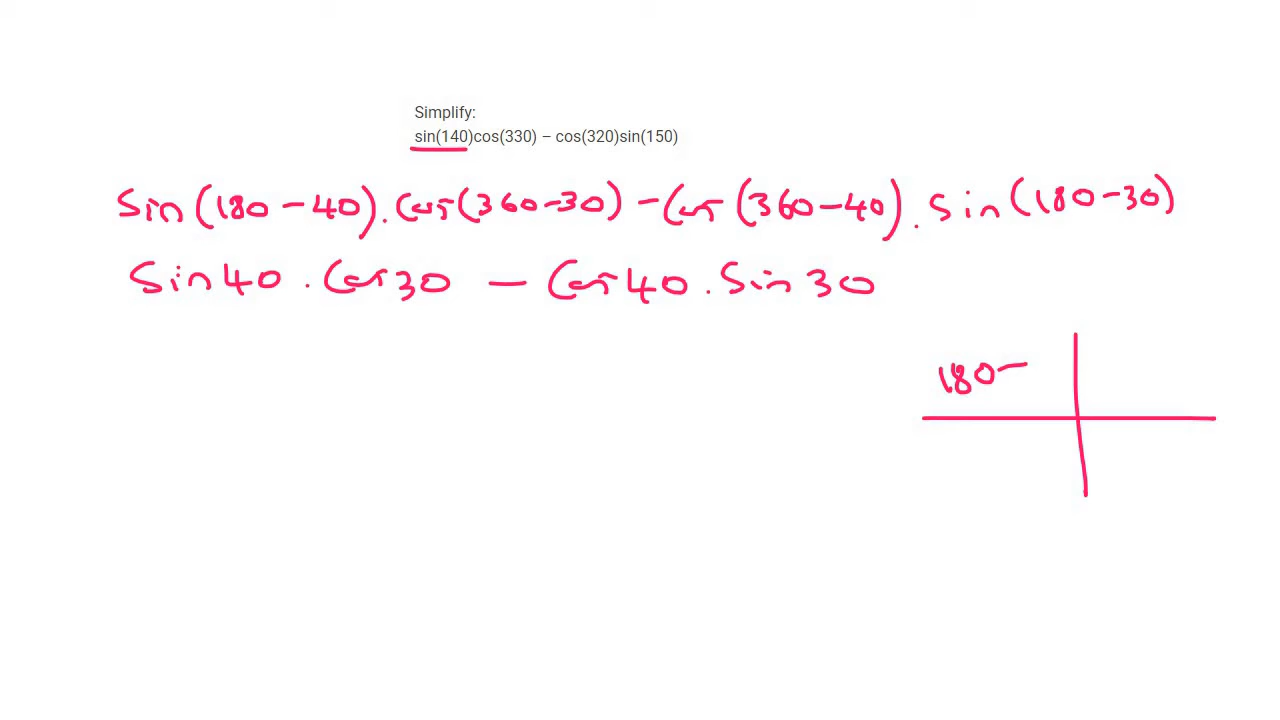 Simplify:
sin(140)cos(330) – cos(320)sin(150)
Sin(180-40).Cos(360-30)-Cos(360-40).Sin(180-30)
Sin40.Cos30 - Cos40.Sin30
180-